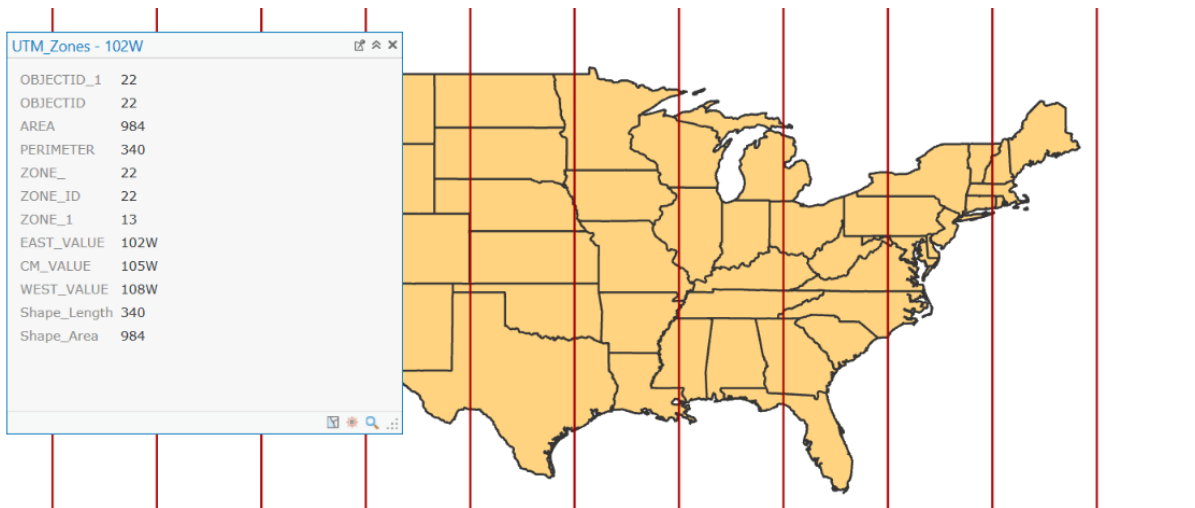 UTM_Zones - 102W
OBJECTID_1 22
OBJECTID 22
AREA 984
PERIMETER 340
ZONE_ 22
ZONE_ID 22
ZONE_1 13
EAST_VALUE 102W
CM_VALUE 105W
WEST_VALUE 108W
Shape_Length 340
Shape_Area 984